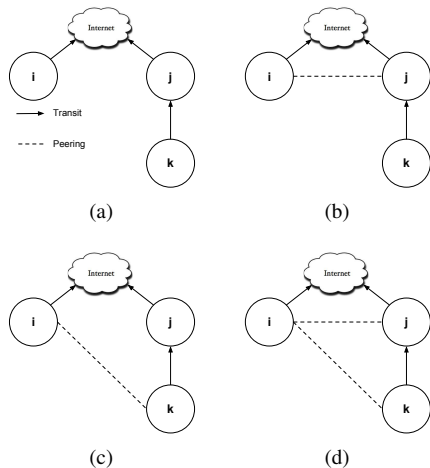 Internet
i
j
Transit
Peering
k
(a)
Internet
i
j
k
(b)
Internet
i
j
k
(c)
Internet
i
j
k
(d)